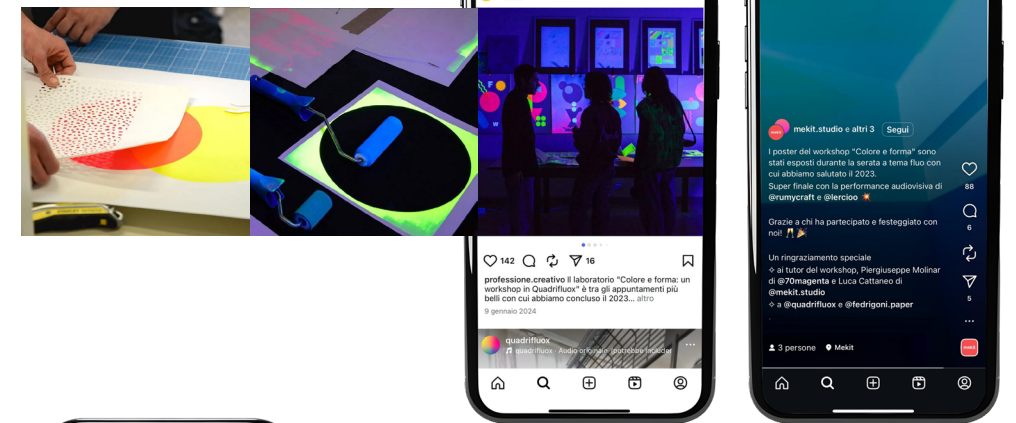 142
16
professione.creativo Il laboratorio "Colore e forma: un
workshop in Quadrifluox" è tra gli appuntamenti più
belli con cui abbiamo concluso il 2023... altro
9 gennaio 2024
quadrifluox
quadrifluox · Audio originale (potrebbe includer
mekit.studio e altri 3 Segui
I poster del workshop "Colore e forma" sono
stati esposti durante la serata a tema fluo con
cui abbiamo salutato il 2023.
Super finale con la performance audiovisiva di
@rumycraft e @lercioo 💥
Grazie a chi ha partecipato e festeggiato con
noi! 🥂🎉
Un ringraziamento speciale
✧ ai tutor del workshop, Piergiuseppe Molinar
di @70magenta e Luca Cattaneo di
@mekit.studio
✧ a @quadrifluox e @fedrigoni.paper
.
88
6
5
3 persone Mekit
mekit